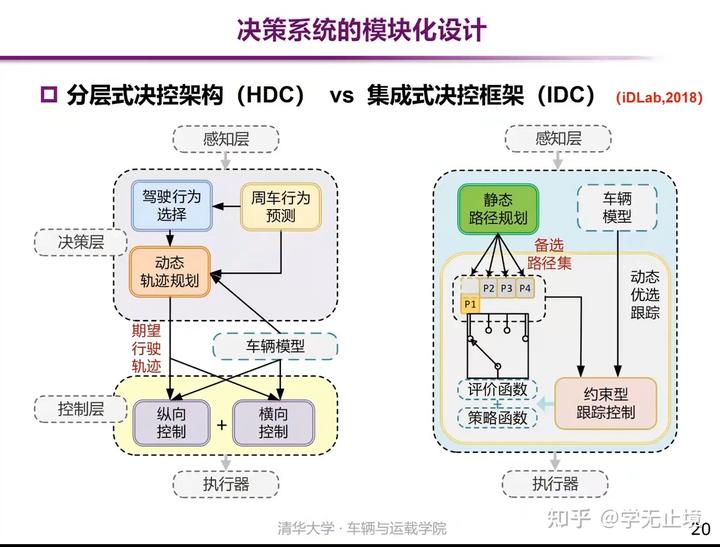 决策系统的模块化设计
分层式决控架构（HDC） vs 集成式决控框架（IDC）（iDLab,2018）
感知层
驾驶行为
选择
周车行为
预测
决策层
动态
轨迹规划
期望
行驶
轨迹
车辆模型
控制层
纵向
控制
+
横向
控制
执行器
感知层
静态
路径规划
车辆
模型
备选
路径集
动态
优选
跟踪
P1
P2
P3
P4
评价函数
+
策略函数
约束型
跟踪控制
执行器
清华大学 · 车辆与运载学院
知乎 @学无止境
20